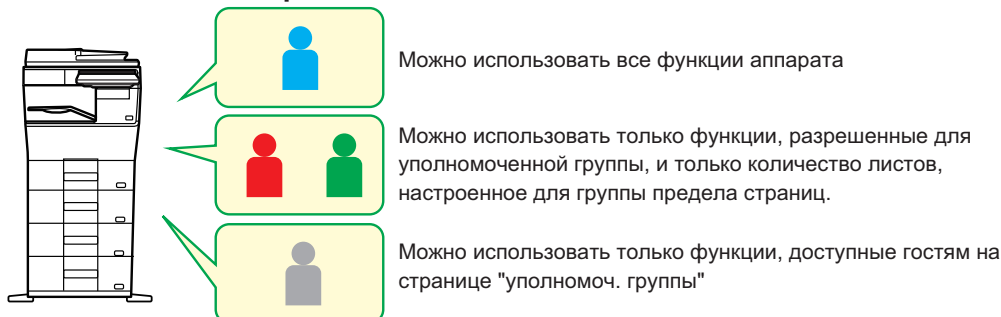 Можно использовать все функции аппарата
Можно использовать только функции, разрешенные для
уполномоченной группы, и только количество листов,
настроенное для группы предела страниц.
Можно использовать только функции, доступные гостям на
странице "уполномоч. группы"